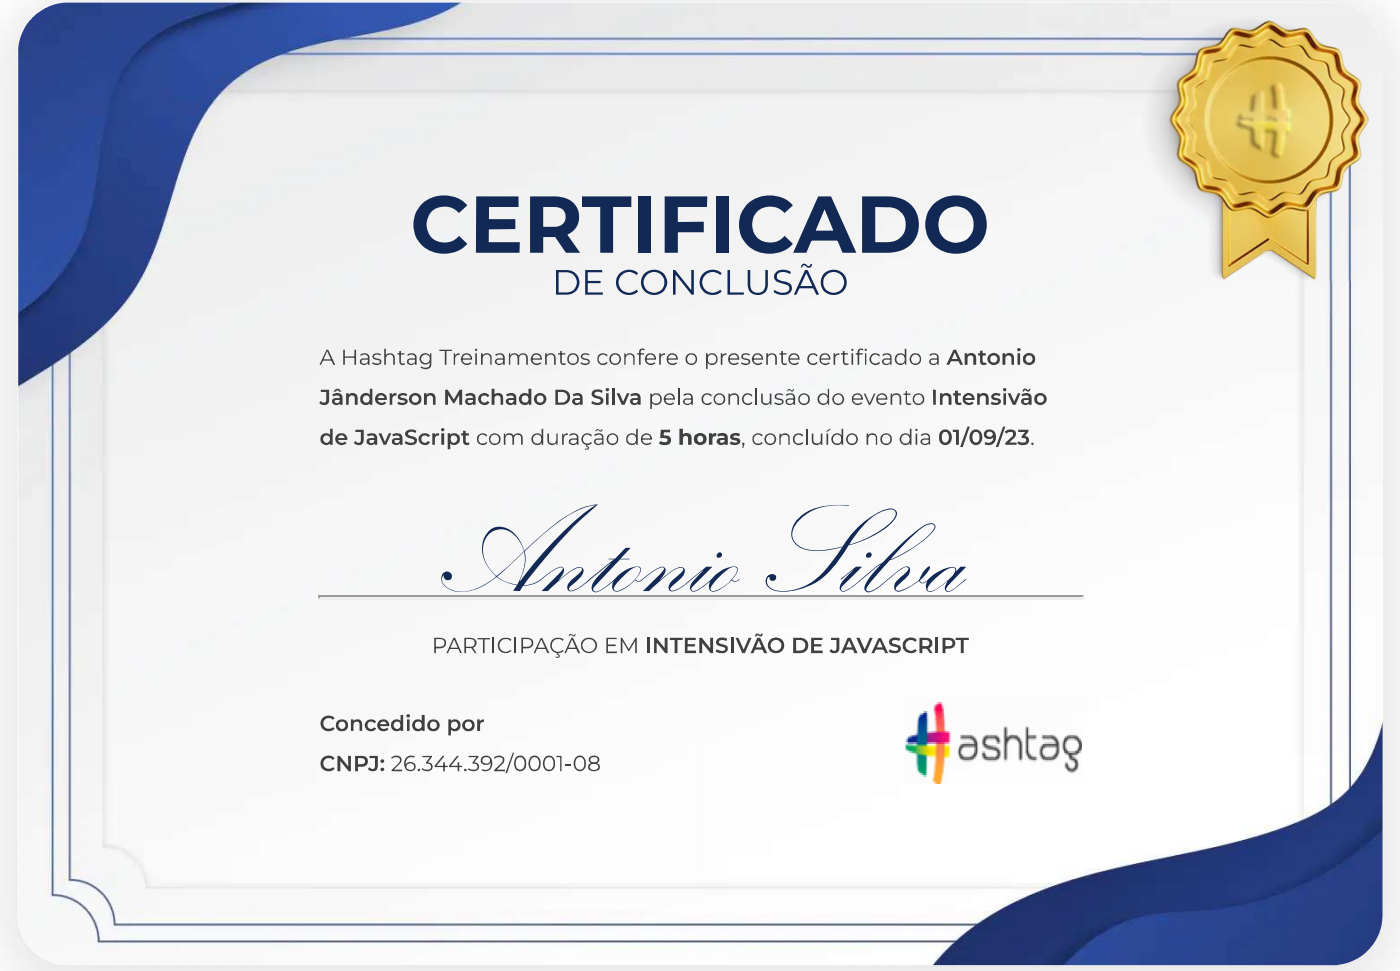 CERTIFICADO
DE CONCLUSÃO
A Hashtag Treinamentos confere o presente certificado a Antonio
Jânderson Machado Da Silva pela conclusão do evento Intensivão
de JavaScript com duração de 5 horas, concluído no dia 01/09/23.
Antonio Silva
PARTICIPAÇÃO EM INTENSIVÃO DE JAVASCRIPT
Concedido por
CNPJ: 26.344.392/0001-08
ashtag